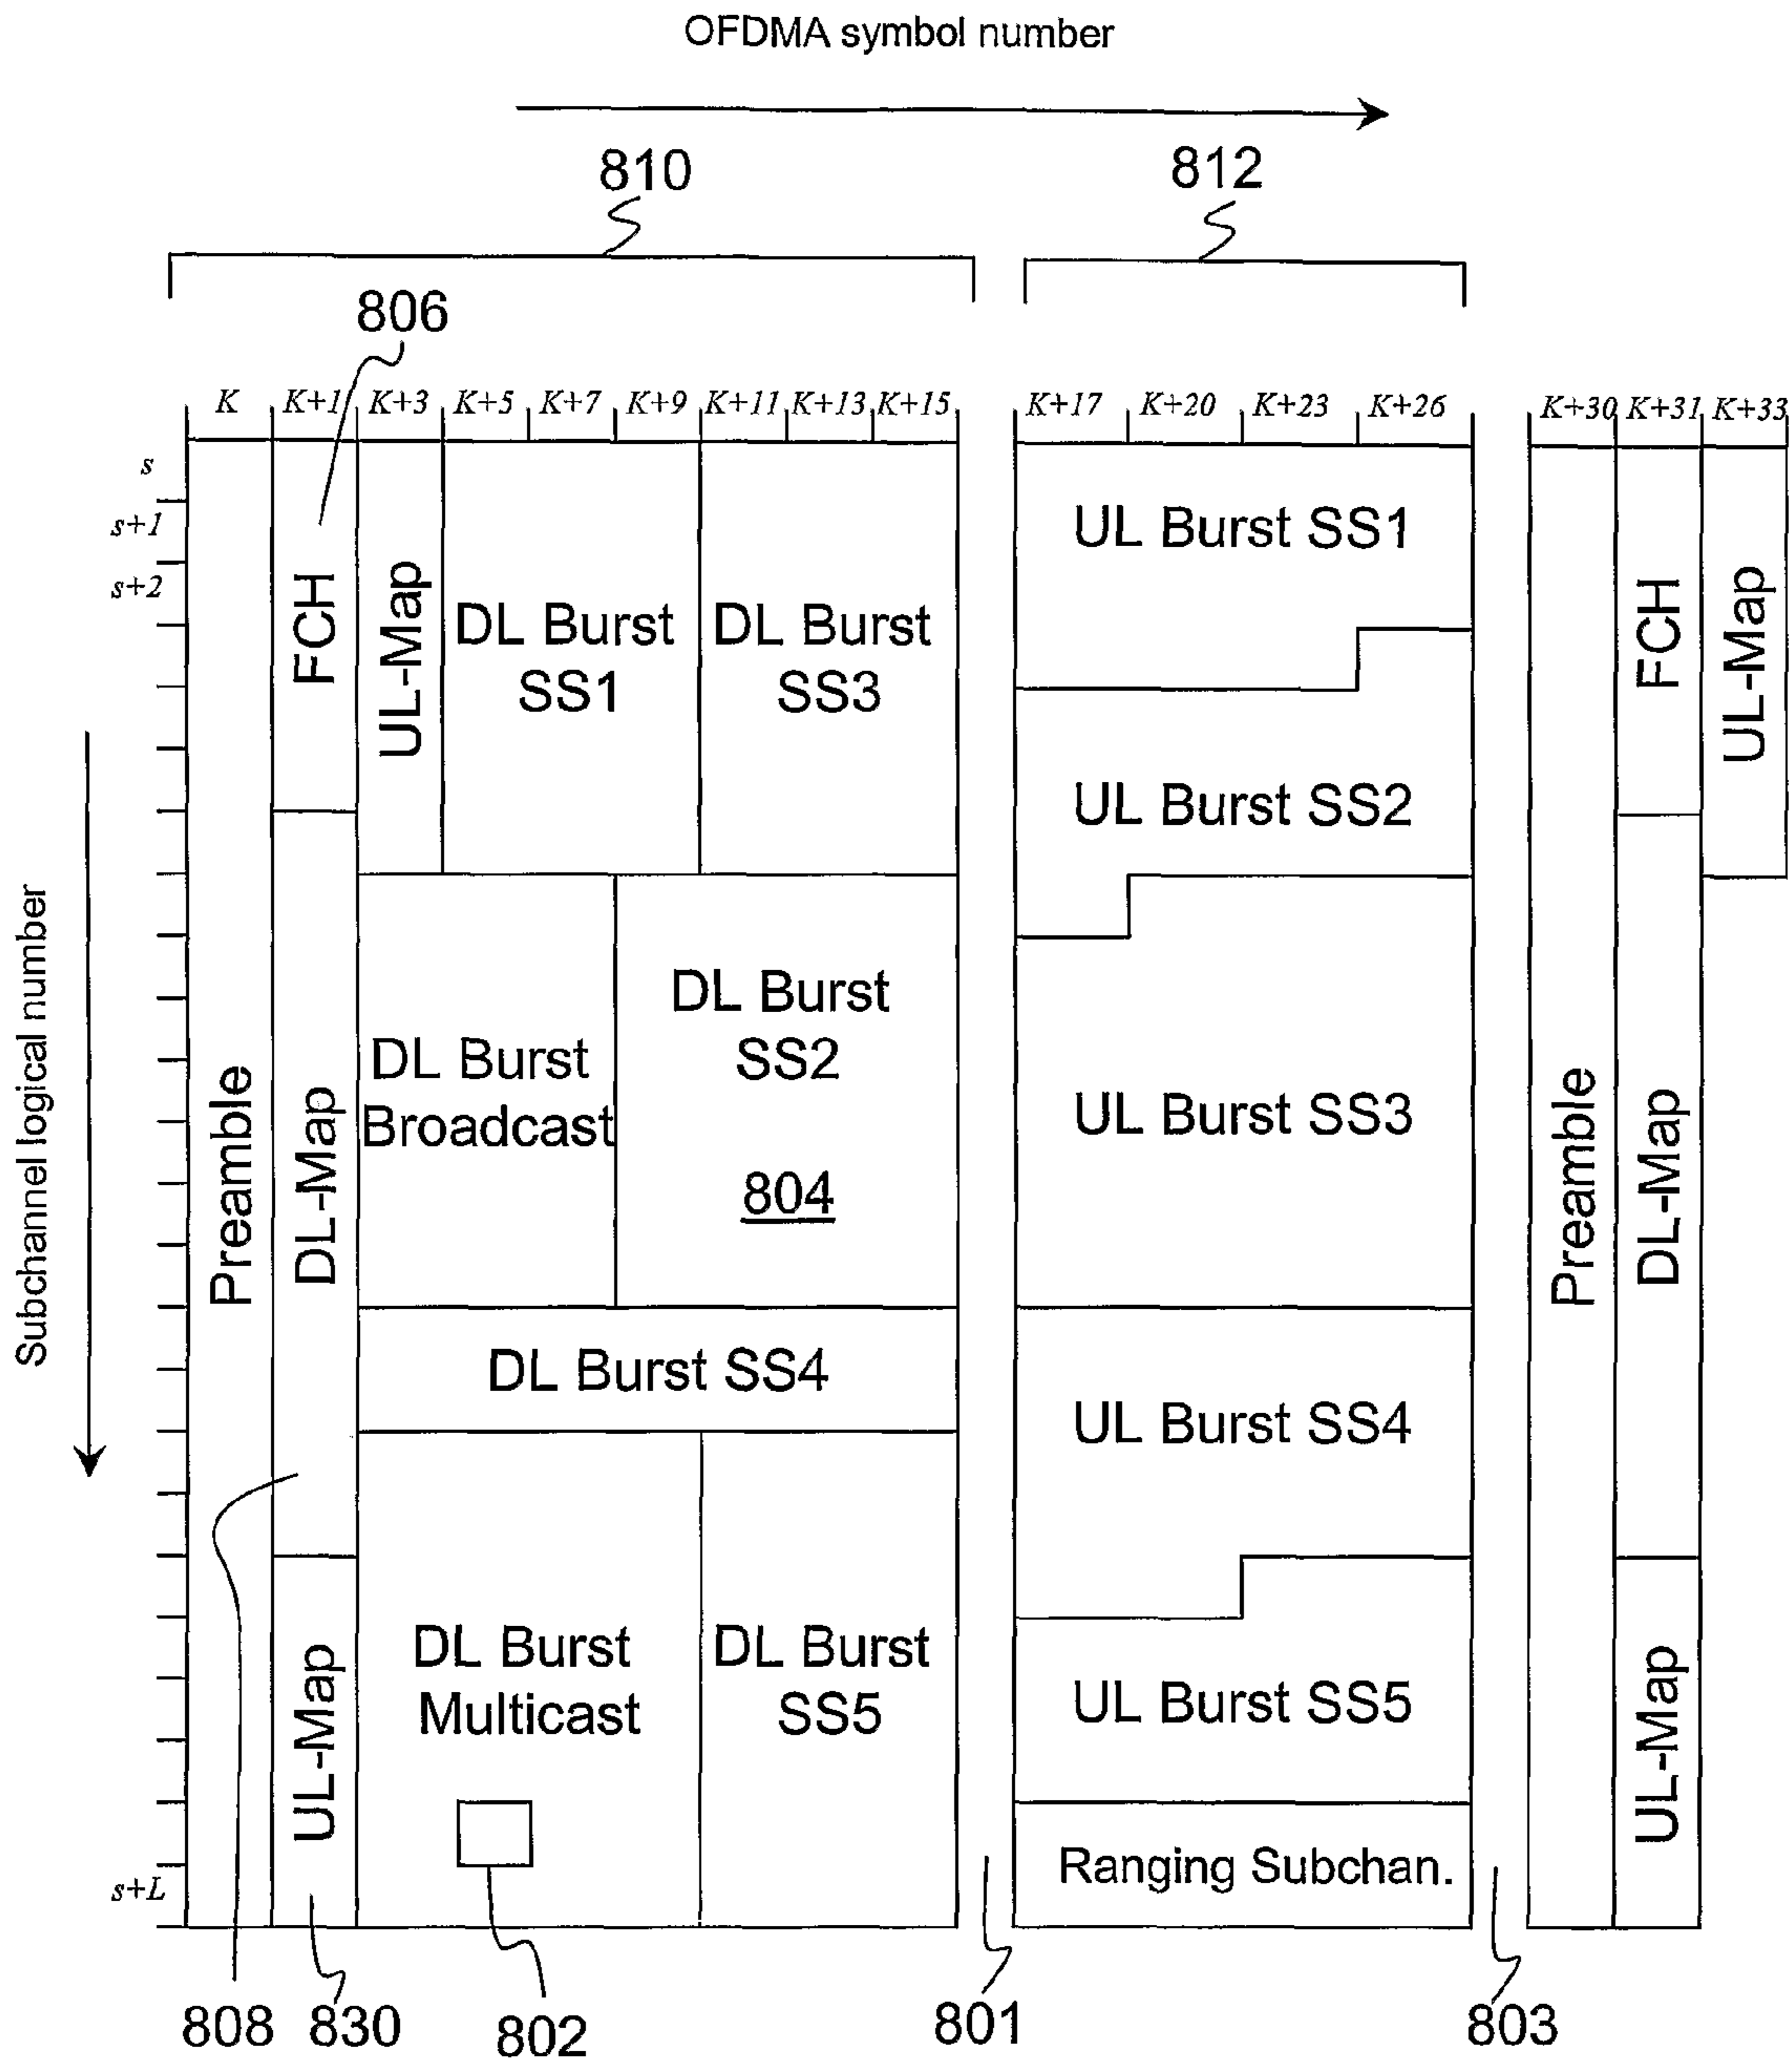 OFDMA symbol number
810
812
806
K K+1 K+3 K+5 K+7 K+9 K+11 K+13 K+15 K+17 K+20 K+23 K+26 K+30 K+31 K+33
s
s+1
s+2
s+L
Subchannel logical number
Preamble
FCH
DL-Map
UL-Map
UL-Map
DL Burst
SS1
DL Burst
SS3
DL Burst
Broadcast
DL Burst
SS2
804
DL Burst SS4
DL Burst
Multicast
DL Burst
SS5
UL Burst SS1
UL Burst SS2
UL Burst SS3
UL Burst SS4
UL Burst SS5
Ranging Subchan.
Preamble
FCH
DL-Map
UL-Map
UL-Map
808
830
802
801
803